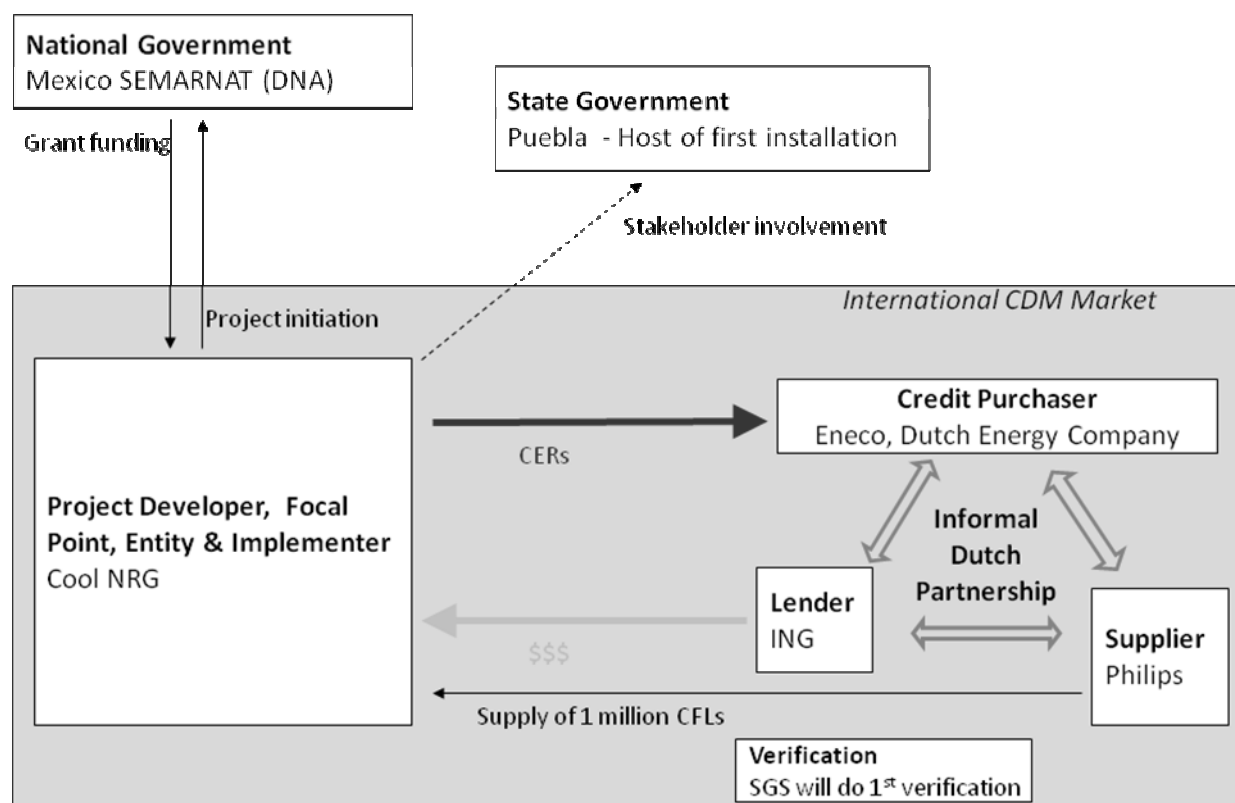 National Government
Mexico SEMARNAT (DNA)
State Government
Puebla - Host of first installation
Grant funding
Stakeholder involvement
International CDM Market
Project initiation
Credit Purchaser
Eneco, Dutch Energy Company
CERs
Project Developer, Focal
Point, Entity & Implementer
Cool NRG
Informal
Dutch
Partnership
Lender
ING
Supplier
Philips
$$$
Supply of 1 million CFLs
Verification
SGS will do 1st verification